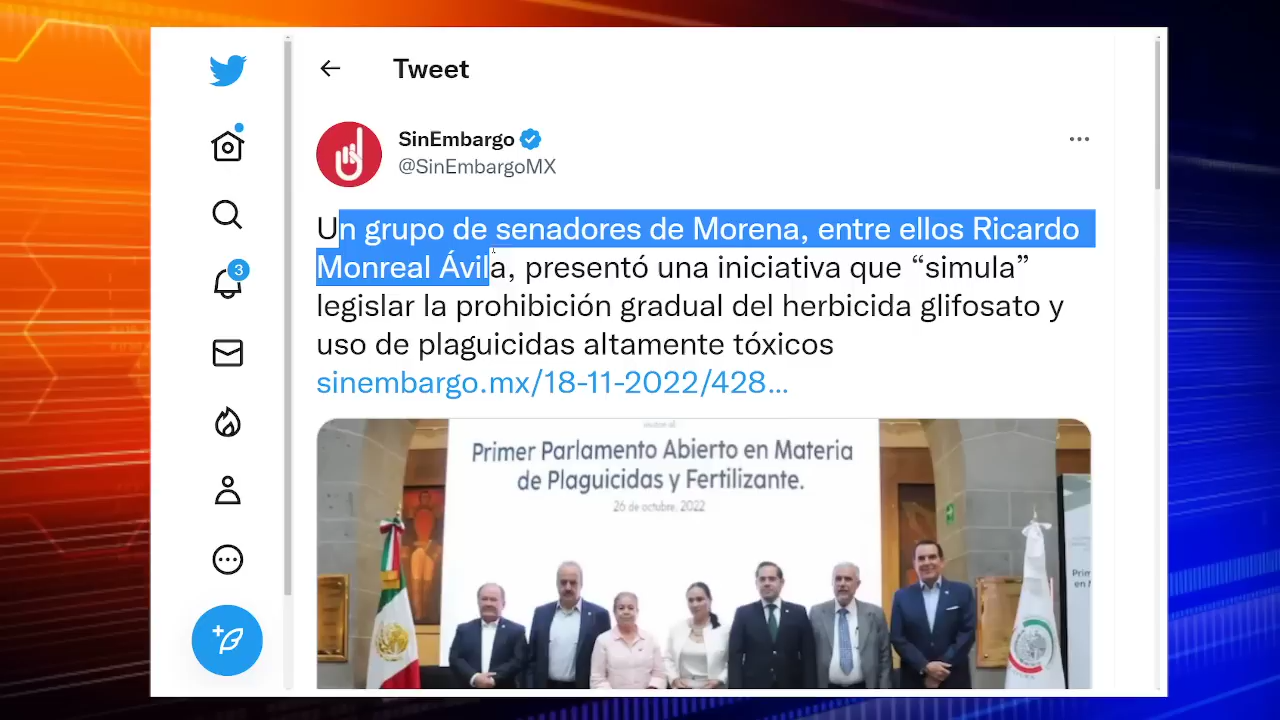 Tweet
SinEmbargo
@SinEmbargoMX
3
Un grupo de senadores de Morena, entre ellos Ricardo
Monreal Ávila, presentó una iniciativa que “simula”
legislar la prohibición gradual del herbicida glifosato y
uso de plaguicidas altamente tóxicos
sinembargo.mx/18-11-2022/428...
Primer Parlamento Abierto en Materia
de Plaguicidas y Fertilizante.
26 de octubre, 2022